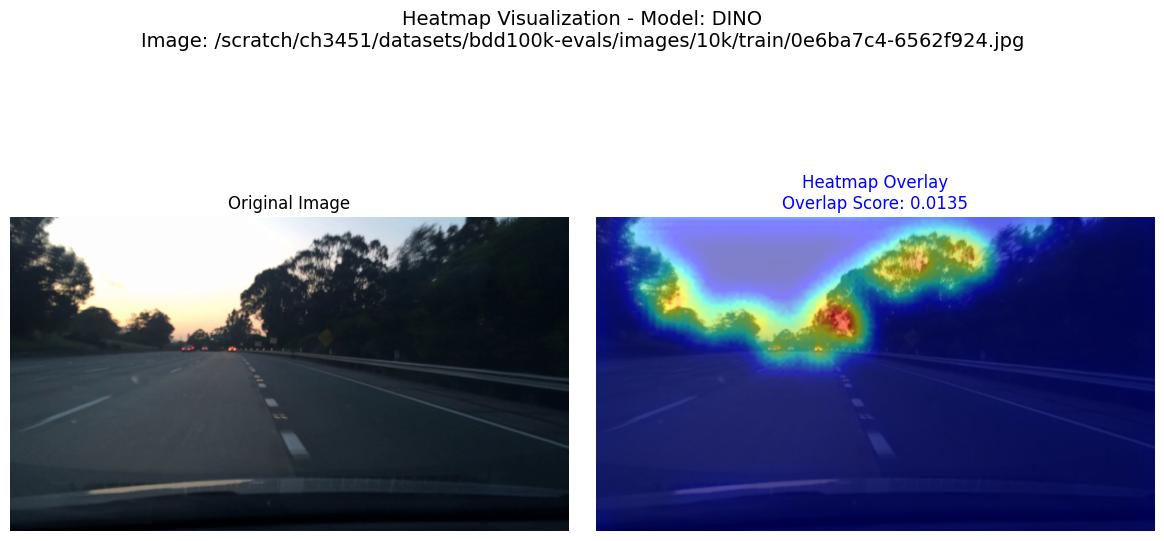 Heatmap Visualization - Model: DINO
Image: /scratch/ch3451/datasets/bdd100k-evals/images/10k/train/0e6ba7c4-6562f924.jpg
Original Image
Heatmap Overlay
Overlap Score: 0.0135